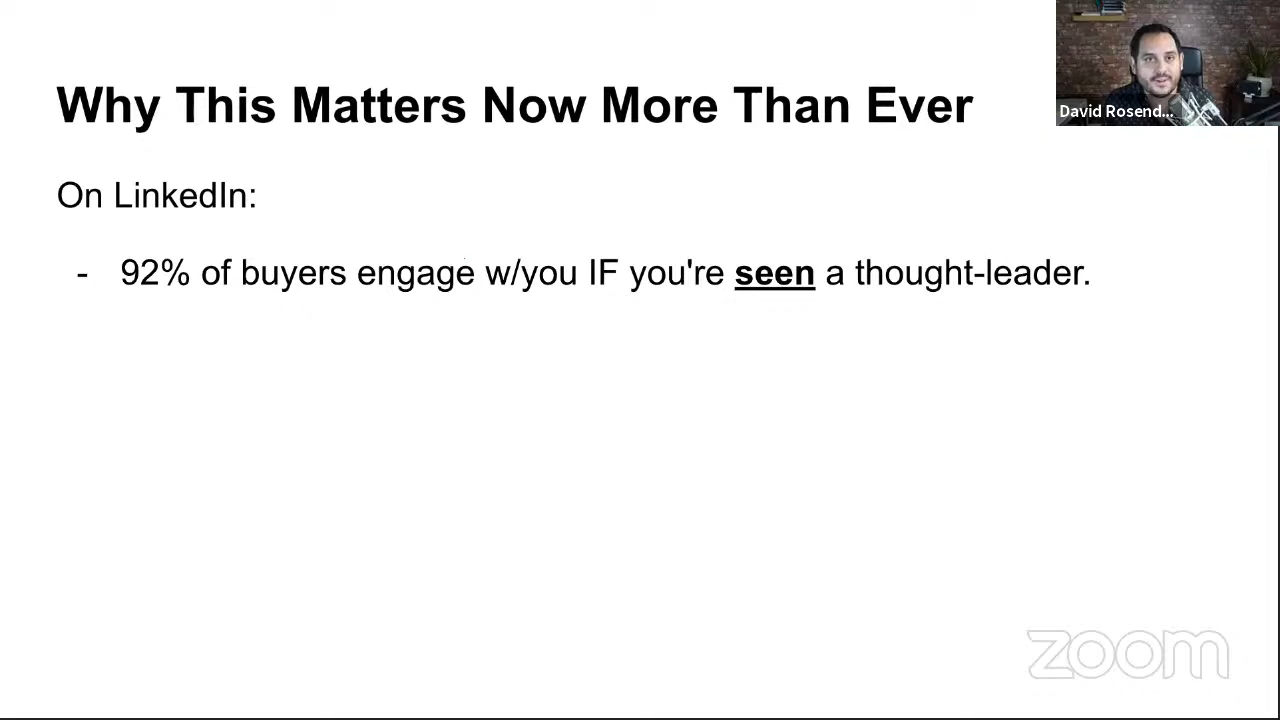 Why This Matters Now More Than Ever
David Rosend...
On LinkedIn:
- 92% of buyers engage w/you IF you're seen a thought-leader.
zoom